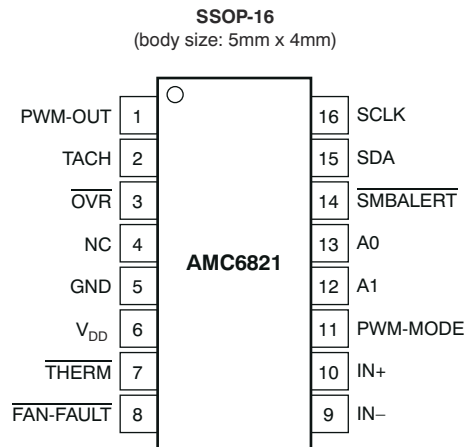 SSOP-16
(body size: 5mm x 4mm)
PWM-OUT 1 16 SCLK
TACH 2 15 SDA
OVR 3 14 SMBALERT
NC 4 13 A0
AMC6821
GND 5 12 A1
VDD 6 11 PWM-MODE
THERM 7 10 IN+
FAN-FAULT 8 9 IN−